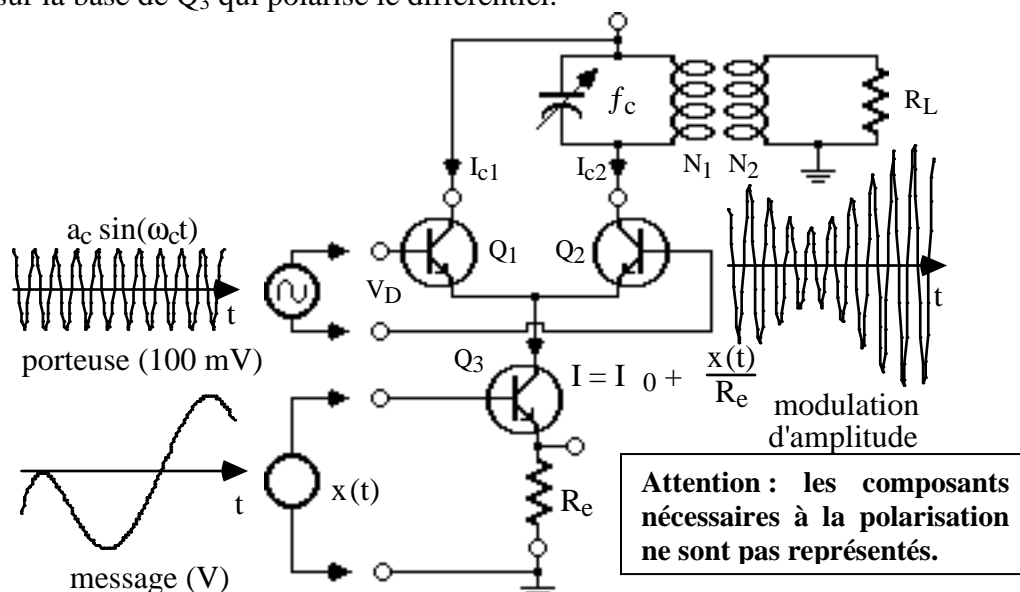 sur la base de Q3 qui polarise le différentiel.
fc
RL
Ic1
Ic2
N1 N2
ac sin(ωct)
Q1
Q2
VD
t
t
porteuse (100 mV)
Q3
I = I 0 + x(t)/Re
modulation
d'amplitude
t
x(t)
Re
message (V)
Attention : les composants
nécessaires à la polarisation
ne sont pas représentés.